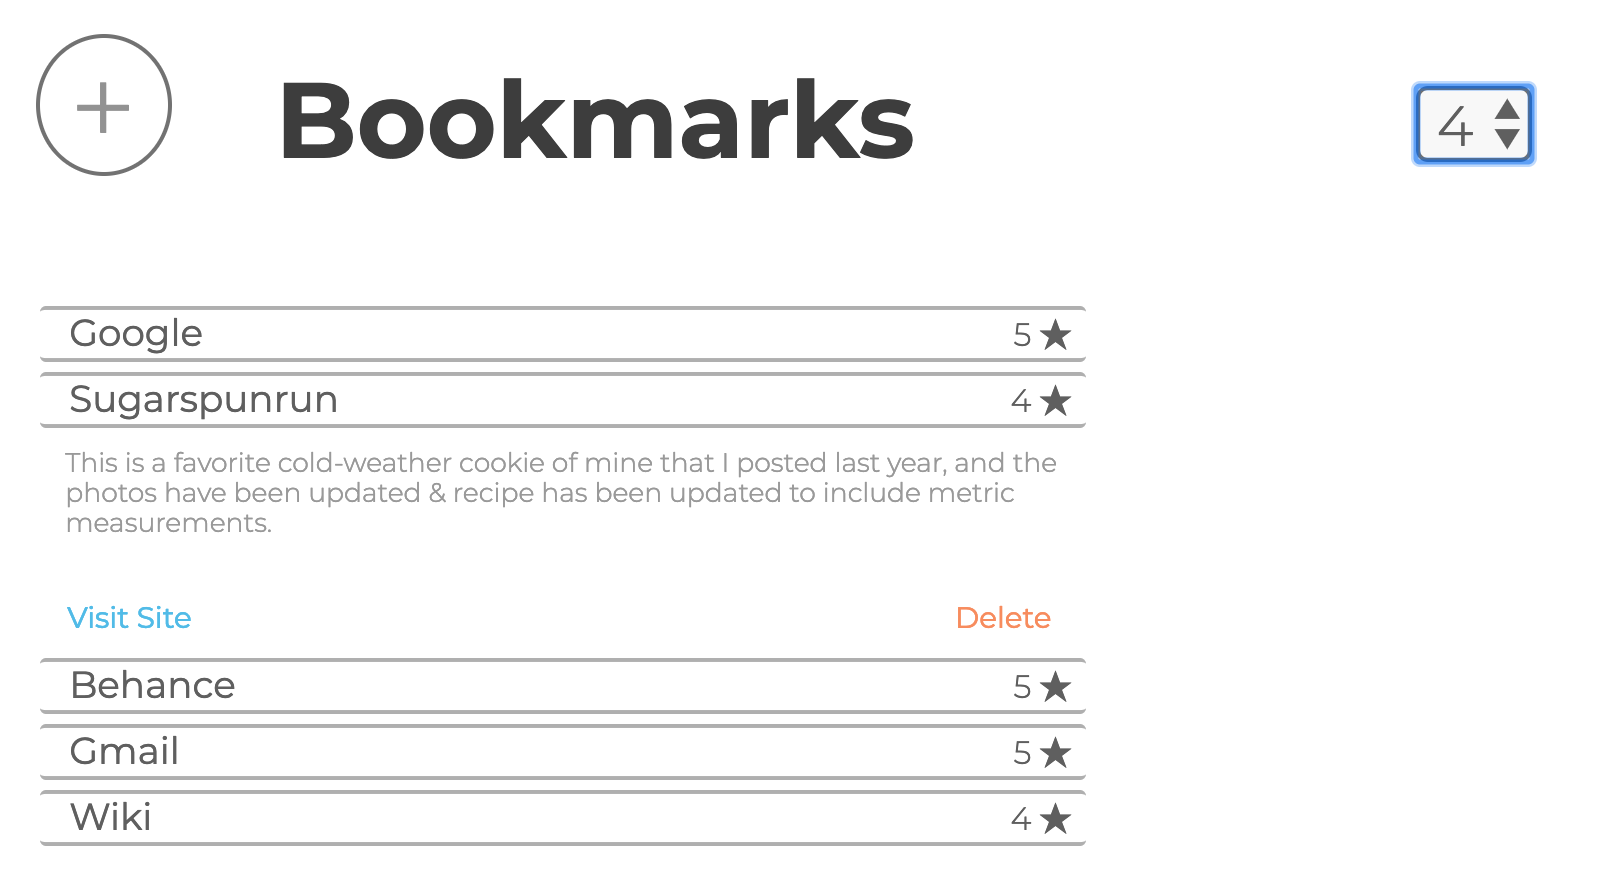 +
Bookmarks
4
Google 5 ★
Sugarspunrun 4 ★
This is a favorite cold-weather cookie of mine that I posted last year, and the
photos have been updated & recipe has been updated to include metric
measurements.
Visit Site Delete
Behance 5 ★
Gmail 5 ★
Wiki 4 ★